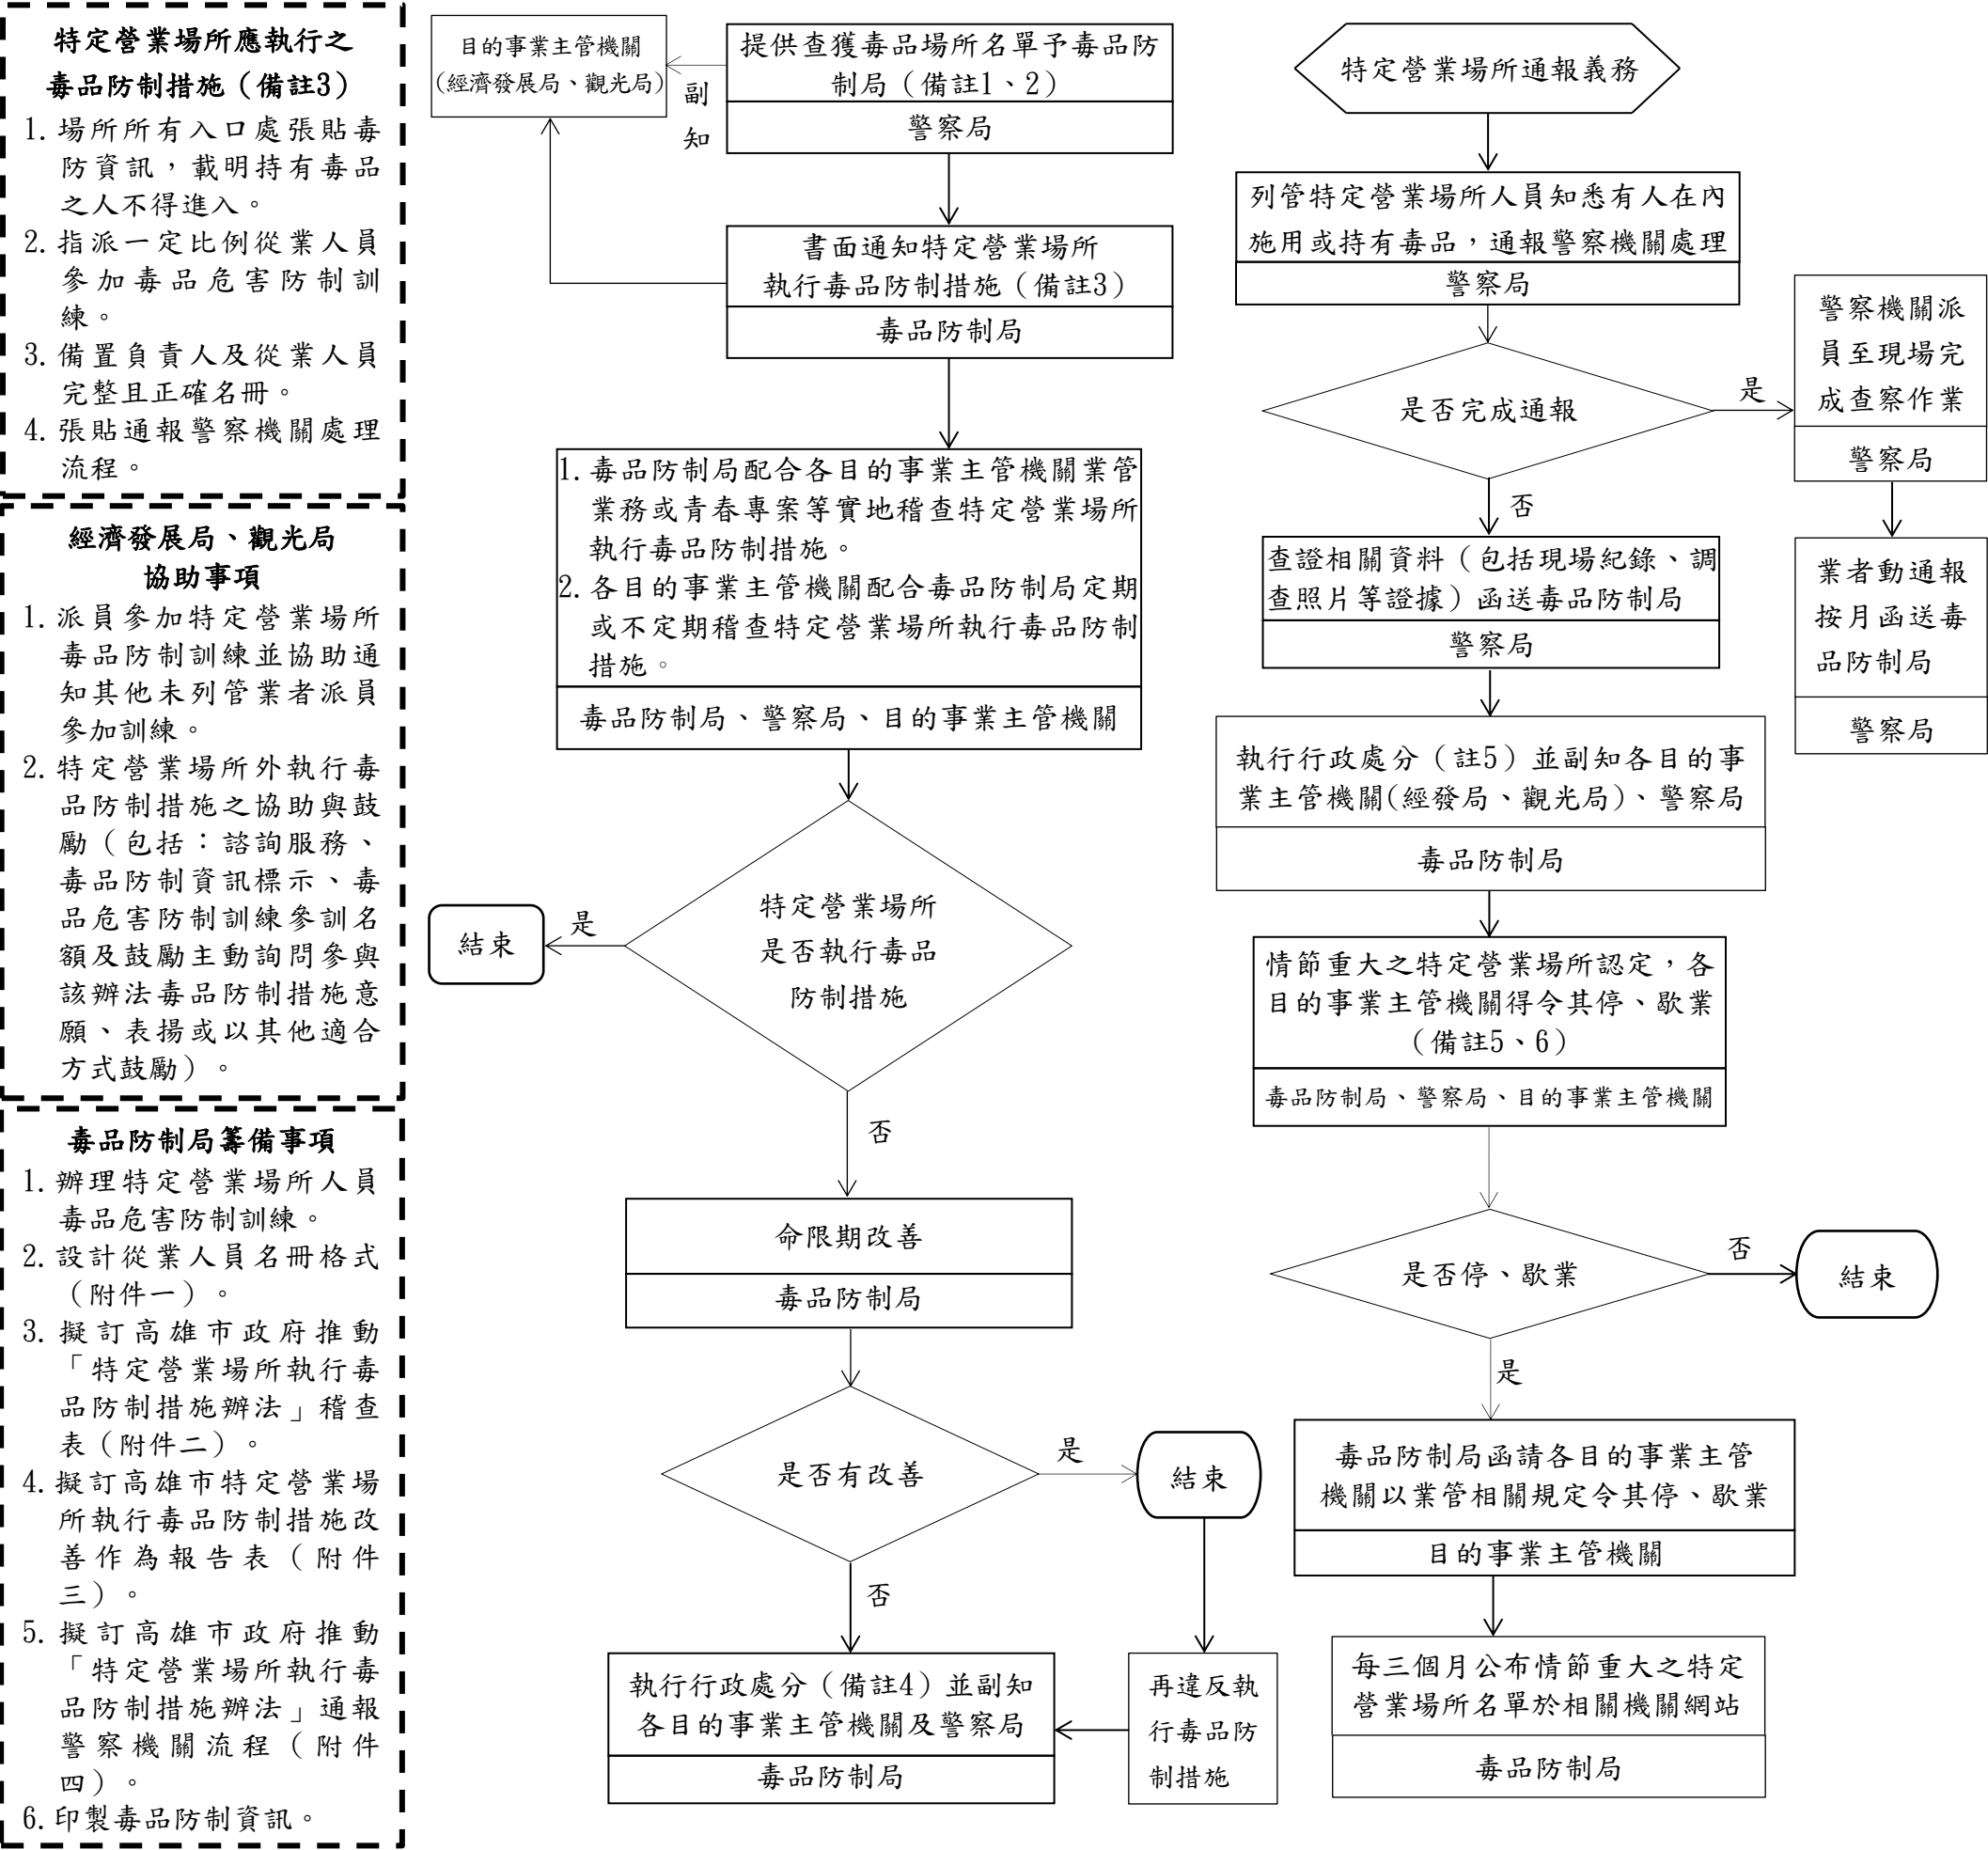 特定營業場所應執行之
毒品防制措施（備註3）
1.場所所有入口處張貼毒
防資訊，載明持有毒品
之人不得進入。
2.指派一定比例從業人員
參加毒品危害防制訓
練。
3.備置負責人及從業人員
完整且正確名冊。
4.張貼通報警察機關處理
流程。
經濟發展局、觀光局
協助事項
1.派員參加特定營業場所
毒品防制訓練並協助通
知其他未列管業者派員
參加訓練。
2.特定營業場所外執行毒
品防制措施之協助與鼓
勵（包括：諮詢服務、
毒品防制資訊標示、毒
品危害防制訓練參訓名
額及鼓勵主動詢問參與
該辦法毒品防制措施意
願、表揚或以其他適合
方式鼓勵）。
毒品防制局籌備事項
1.辦理特定營業場所人員
毒品危害防制訓練。
2.設計從業人員名冊格式
（附件一）。
3.擬訂高雄市政府推動
「特定營業場所執行毒
品防制措施辦法」稽查
表（附件二）。
4.擬訂高雄市特定營業場
所執行毒品防制措施改
善作為報告表（附件
三）。
5.擬訂高雄市政府推動
「特定營業場所執行毒
品防制措施辦法」通報
警察機關流程（附件
四）。
6.印製毒品防制資訊。
目的事業主管機關
(經濟發展局、觀光局)
副
知
提供查獲毒品場所名單予毒品防
制局（備註1、2）
警察局
書面通知特定營業場所
執行毒品防制措施（備註3）
毒品防制局
1.毒品防制局配合各目的事業主管機關業管
業務或青春專案等實地稽查特定營業場所
執行毒品防制措施。
2.各目的事業主管機關配合毒品防制局定期
或不定期稽查特定營業場所執行毒品防制
措施。
毒品防制局、警察局、目的事業主管機關
特定營業場所
是否執行毒品
防制措施
是
結束
否
命限期改善
毒品防制局
是否有改善
是
結束
否
執行行政處分（備註4）並副知
各目的事業主管機關及警察局
毒品防制局
再違反執
行毒品防
制措施
特定營業場所通報義務
列管特定營業場所人員知悉有人在內
施用或持有毒品，通報警察機關處理
警察局
是否完成通報
是
警察機關派
員至現場完
成查察作業
警察局
業者動通報
按月函送毒
品防制局
警察局
否
查證相關資料（包括現場紀錄、調
查照片等證據）函送毒品防制局
警察局
執行行政處分（註5）並副知各目的事
業主管機關(經發局、觀光局)、警察局
毒品防制局
情節重大之特定營業場所認定，各
目的事業主管機關得令其停、歇業
（備註5、6）
毒品防制局、警察局、目的事業主管機關
是否停、歇業
否
結束
是
毒品防制局函請各目的事業主管
機關以業管相關規定令其停、歇業
目的事業主管機關
每三個月公布情節重大之特定
營業場所名單於相關機關網站
毒品防制局